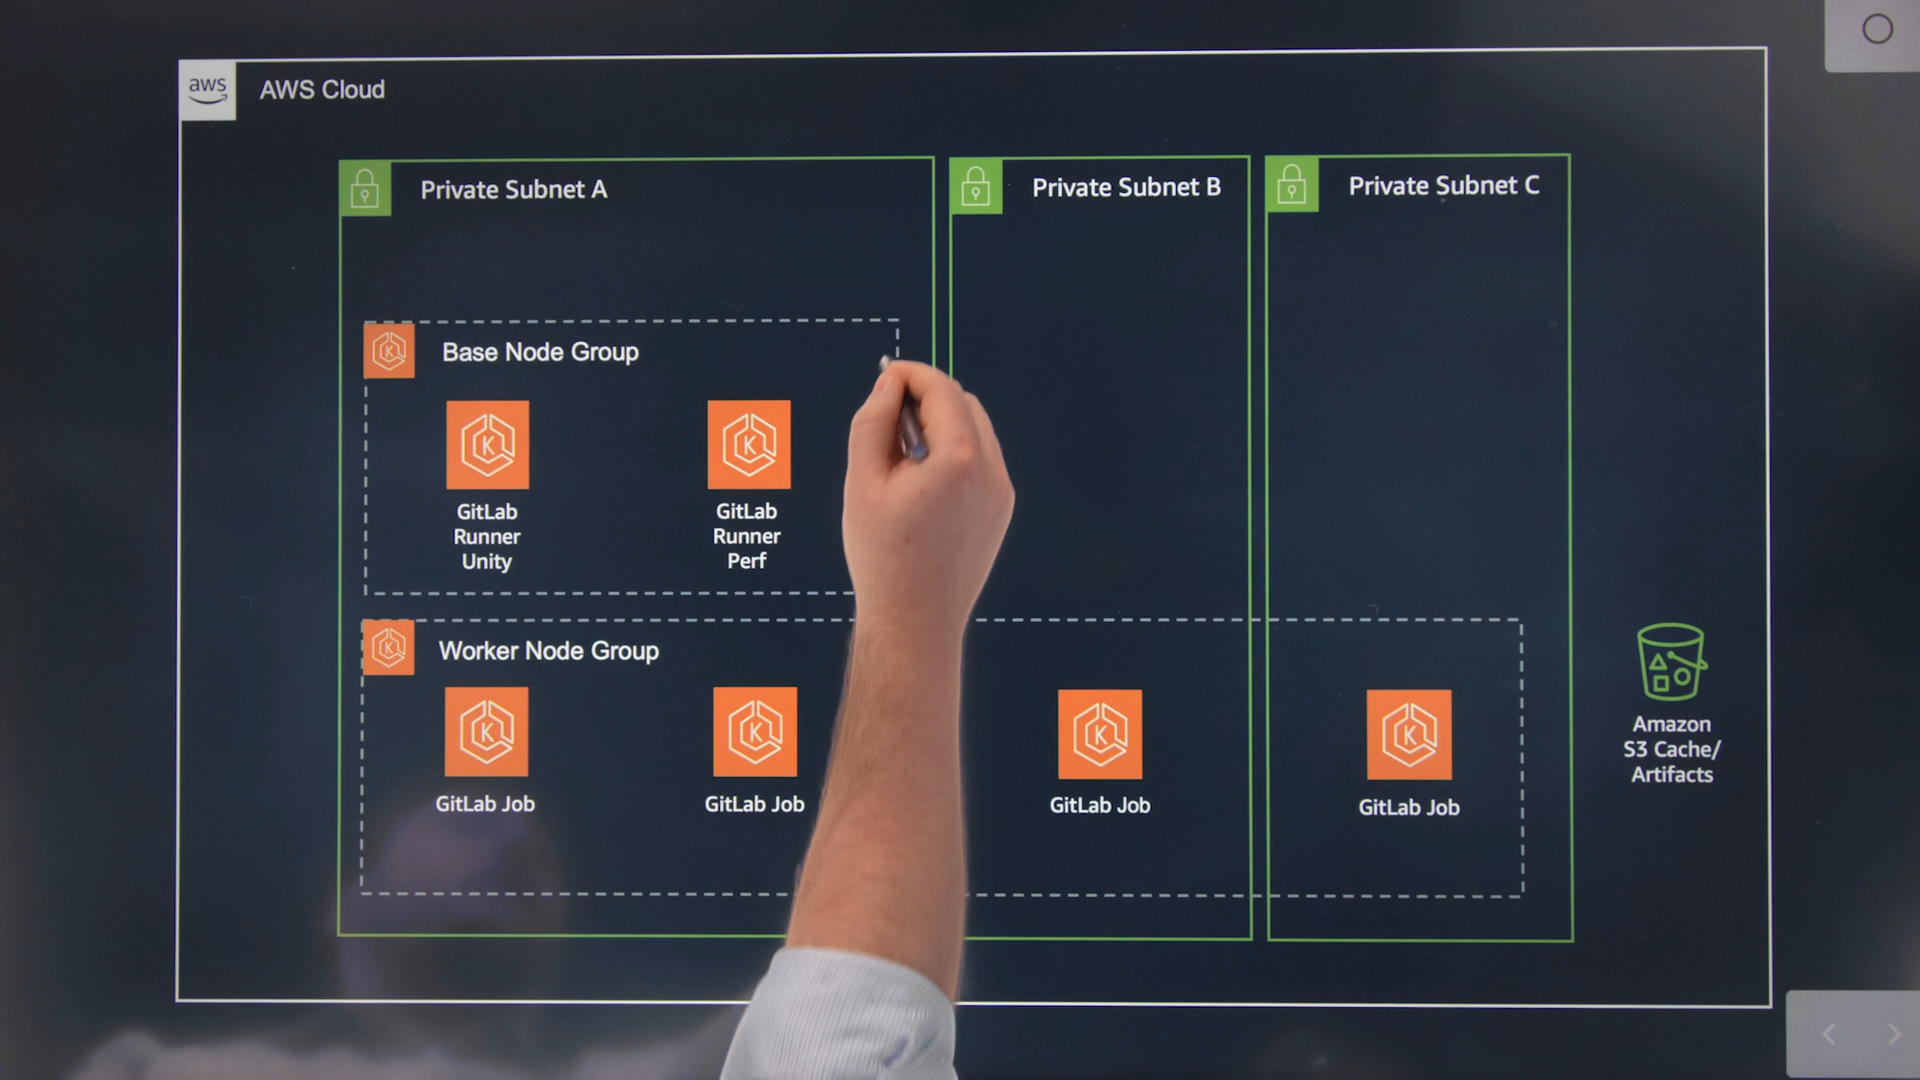 aws
AWS Cloud
Private Subnet A
Private Subnet B
Private Subnet C
Base Node Group
K
K
GitLab
Runner
Unity
K
GitLab
Runner
Perf
Worker Node Group
K
K
GitLab Job
K
GitLab Job
K
GitLab Job
K
GitLab Job
Amazon
S3 Cache/
Artifacts